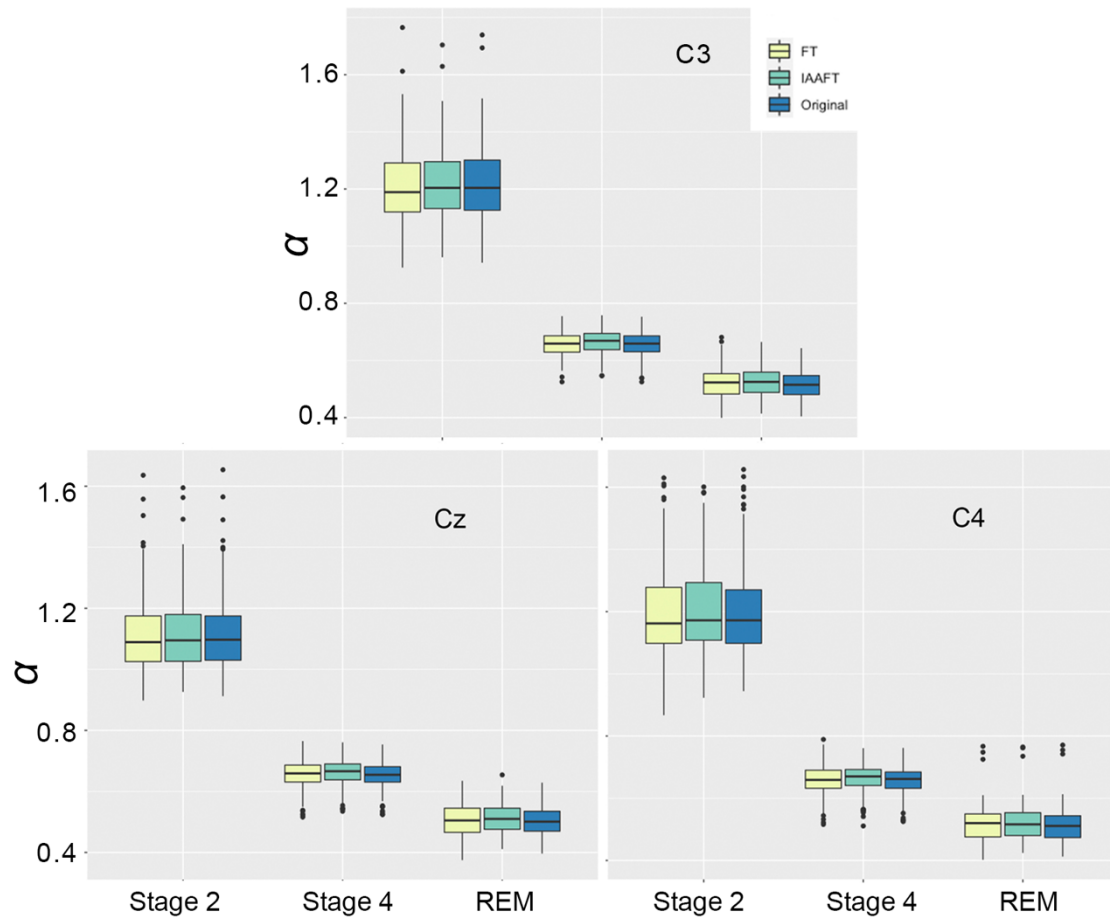 C3
FT
IAAFT
Original
1.6
1.2
α
0.8
0.4
Cz
C4
1.6
1.2
α
0.8
0.4
Stage 2 Stage 4 REM Stage 2 Stage 4 REM